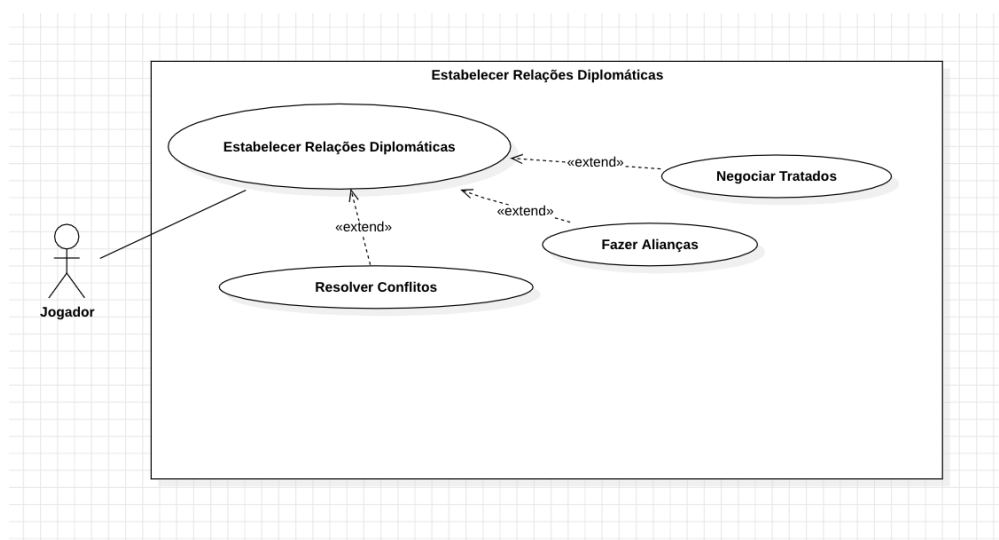 Estabelecer Relações Diplomáticas
Estabelecer Relações Diplomáticas
«extend»
Negociar Tratados
«extend»
«extend»
Fazer Alianças
Resolver Conflitos
Jogador